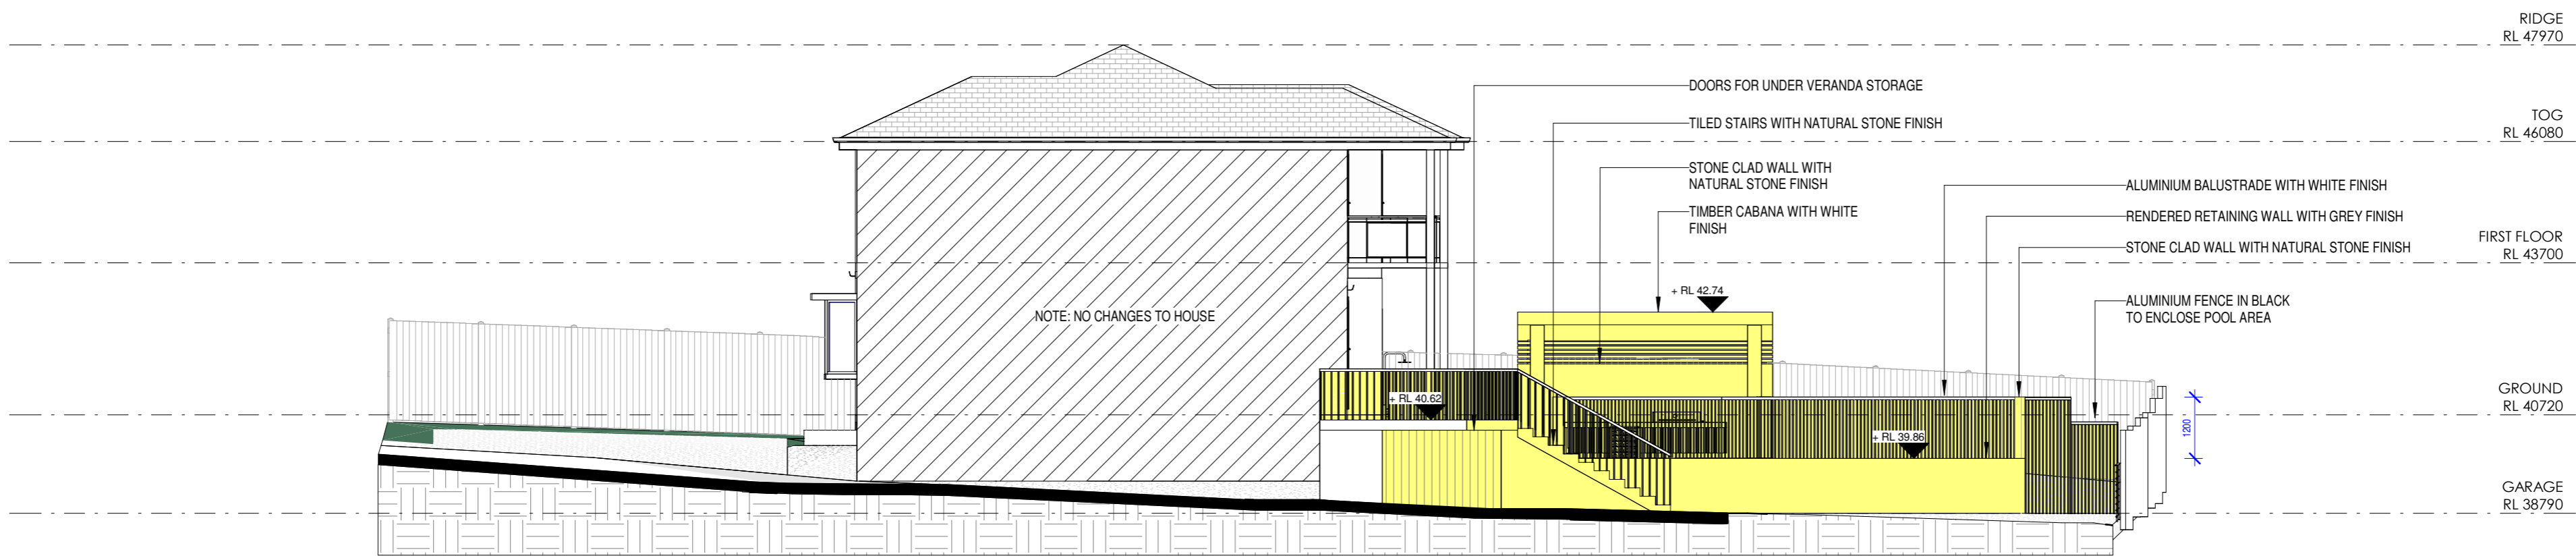 RIDGE
RL 47970
DOORS FOR UNDER VERANDA STORAGE
TOG
RL 46080
TILED STAIRS WITH NATURAL STONE FINISH
STONE CLAD WALL WITH
NATURAL STONE FINISH
ALUMINIUM BALUSTRADE WITH WHITE FINISH
TIMBER CABANA WITH WHITE
FINISH
RENDERED RETAINING WALL WITH GREY FINISH
STONE CLAD WALL WITH NATURAL STONE FINISH
FIRST FLOOR
RL 43700
+ RL 42.74
ALUMINIUM FENCE IN BLACK
TO ENCLOSE POOL AREA
NOTE: NO CHANGES TO HOUSE
GROUND
RL 40720
+ RL 40.62
1200
+ RL 39.86
GARAGE
RL 38790